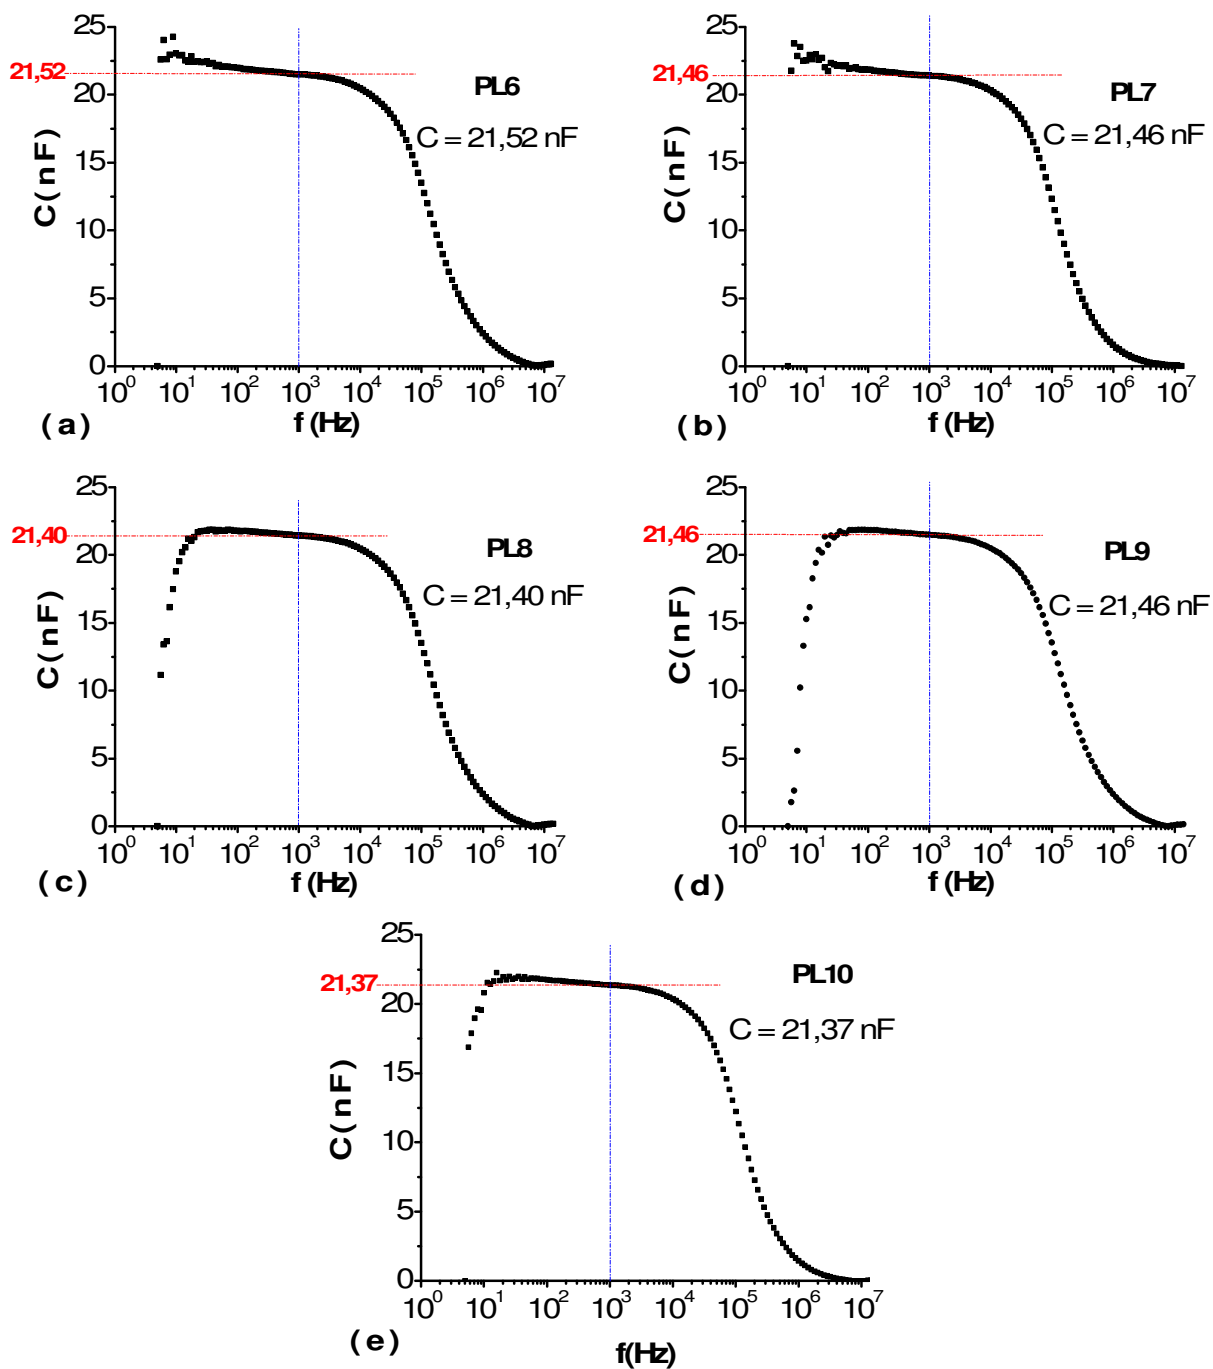 25
20
15
10
5
0
21,52
PL6
C = 21,52 nF
C(nF)
10⁰ 10¹ 10² 10³ 10⁴ 10⁵ 10⁶ 10⁷
f (Hz)
(a)
25
20
15
10
5
0
21,46
PL7
C = 21,46 nF
C(nF)
10⁰ 10¹ 10² 10³ 10⁴ 10⁵ 10⁶ 10⁷
f (Hz)
(b)
25
20
15
10
5
0
21,40
PL8
C = 21,40 nF
C(nF)
10⁰ 10¹ 10² 10³ 10⁴ 10⁵ 10⁶ 10⁷
f (Hz)
(c)
25
20
15
10
5
0
21,46
PL9
C = 21,46 nF
C(nF)
10⁰ 10¹ 10² 10³ 10⁴ 10⁵ 10⁶ 10⁷
f (Hz)
(d)
25
20
15
10
5
0
21,37
PL10
C = 21,37 nF
C(nF)
10⁰ 10¹ 10² 10³ 10⁴ 10⁵ 10⁶ 10⁷
f(Hz)
(e)